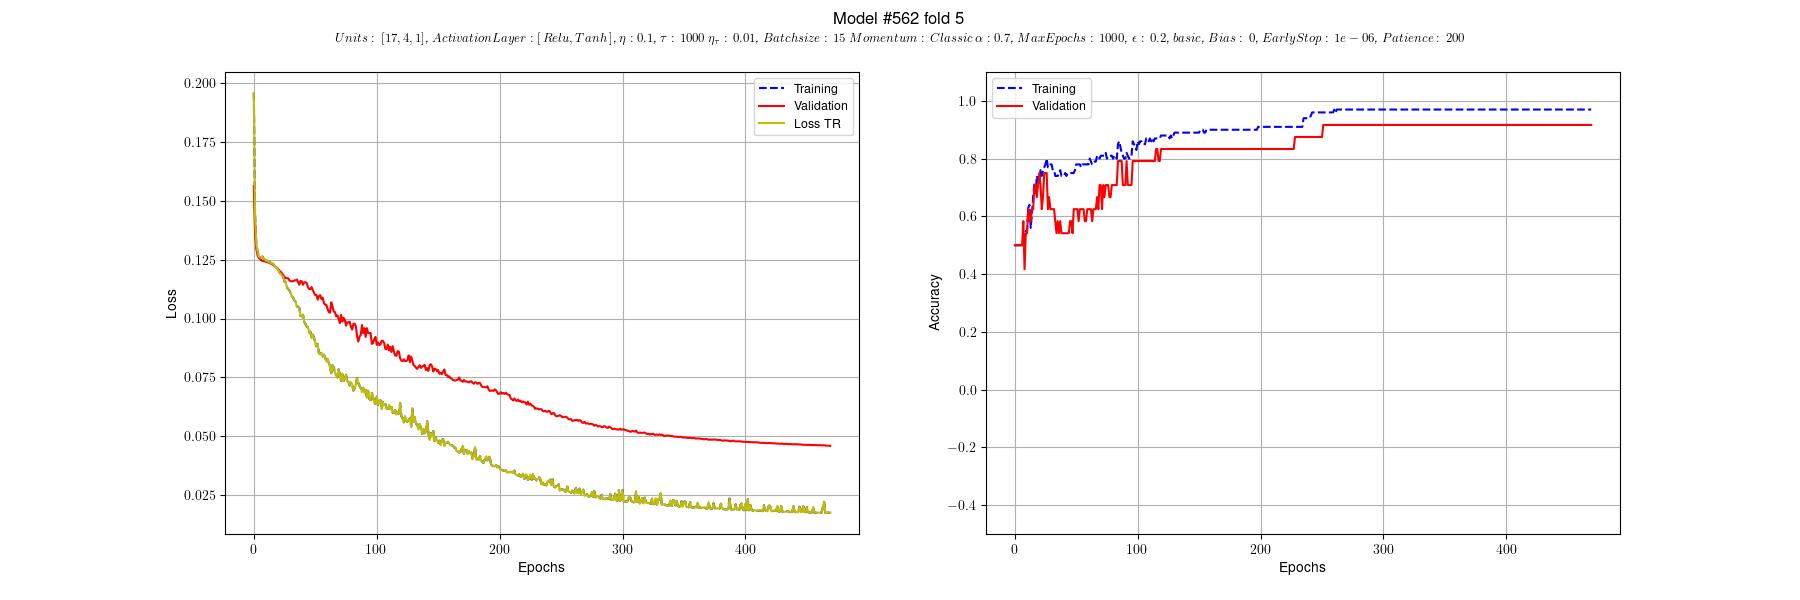 Model #562 fold 5
Units : [17, 4, 1], ActivationLayer : [Relu, Tanh], η : 0.1, τ : 1000 η_τ : 0.01, Batchsize : 15 Momentum : Classic α : 0.7, MaxEpochs : 1000, ϵ : 0.2, basic, Bias : 0, EarlyStop : 1e − 06, Patience : 200
0.200
0.175
0.150
0.125
0.100
0.075
0.050
0.025
Loss
Training
Validation
Loss TR
0 100 200 300 400
Epochs
1.0
0.8
0.6
0.4
0.2
0.0
−0.2
−0.4
Accuracy
Training
Validation
0 100 200 300 400
Epochs